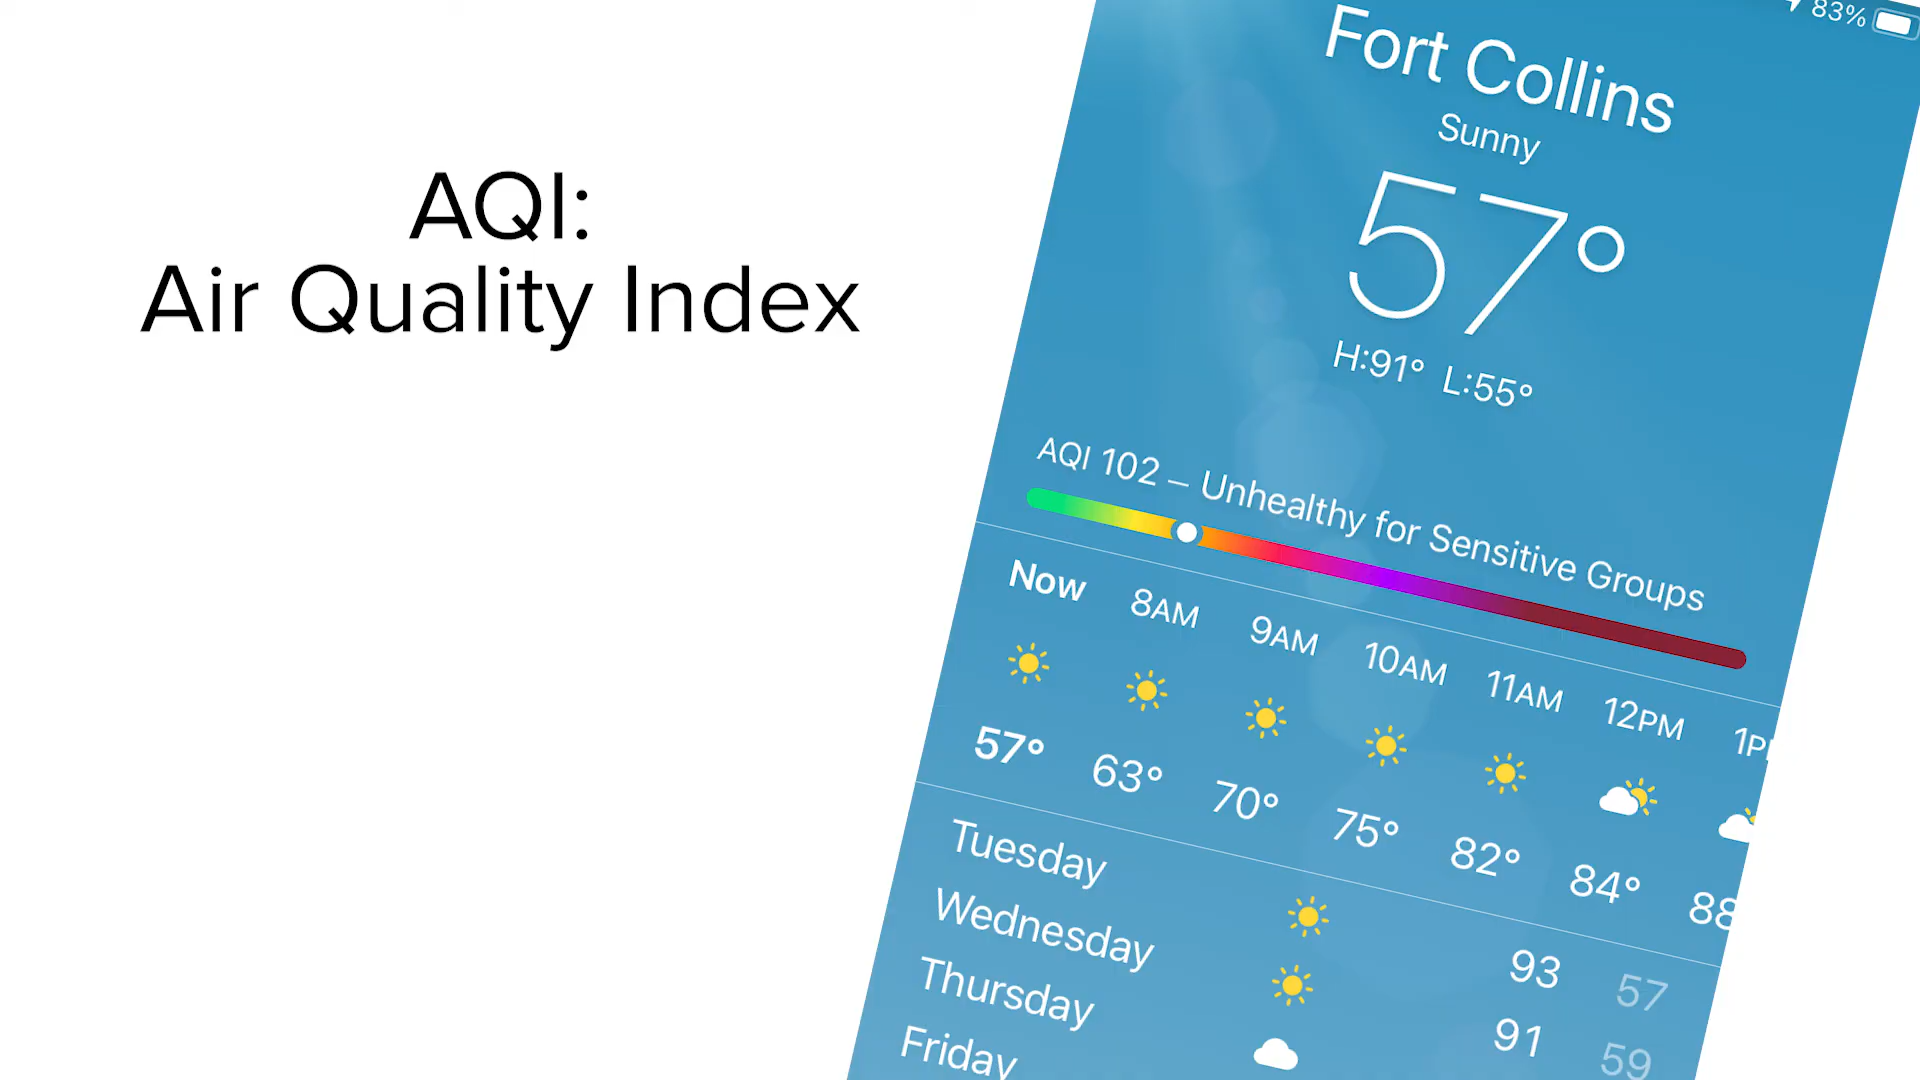 AQI:
Air Quality Index
83%
Fort Collins
Sunny
57°
H:91° L:55°
AQI 102 – Unhealthy for Sensitive Groups
Now 8AM 9AM 10AM 11AM 12PM
57° 63° 70° 75° 82° 84° 88
Tuesday 93 57
Wednesday 91 59
Thursday
Friday